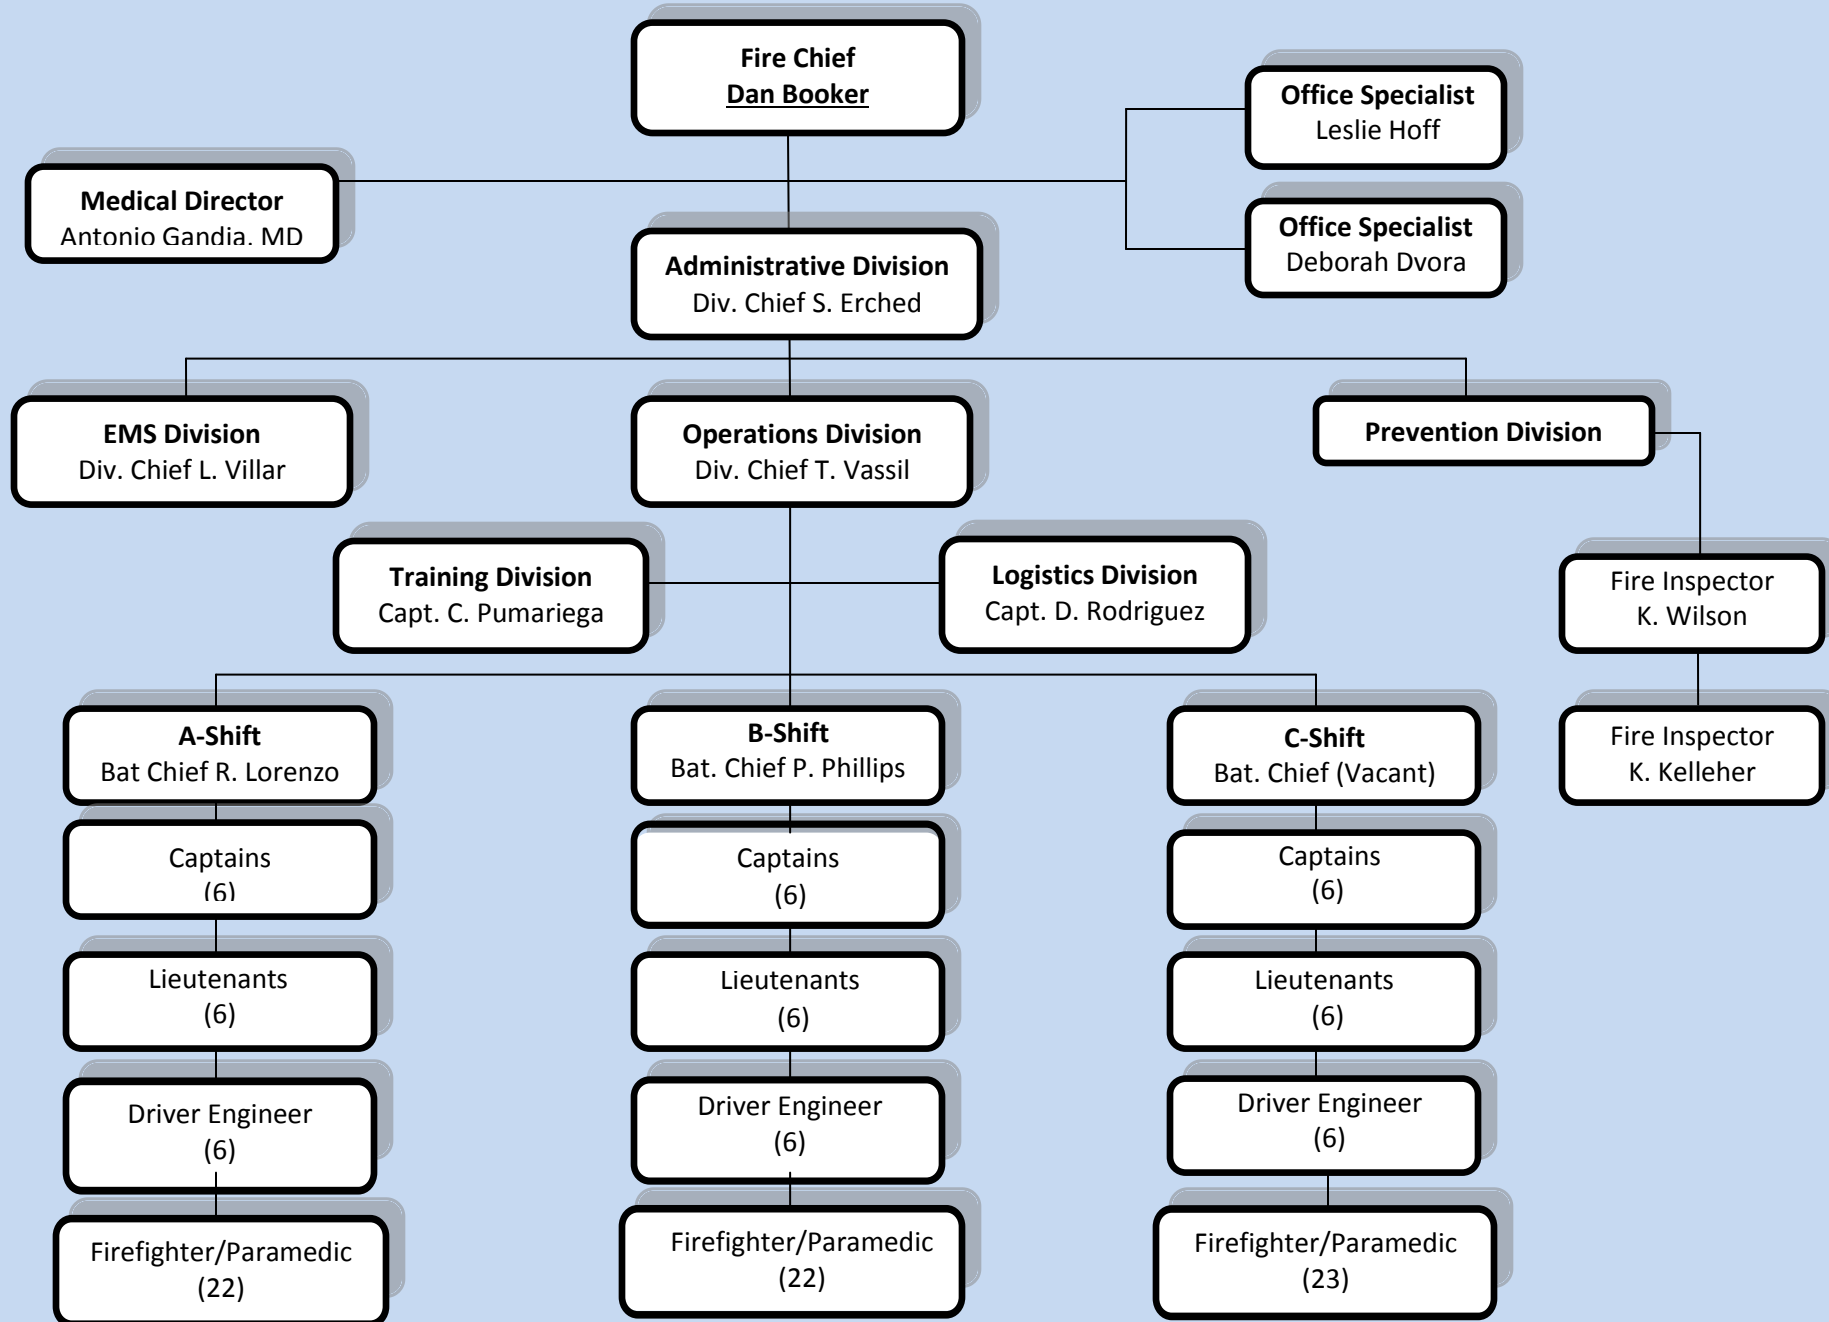 Fire Chief
Dan Booker
Office Specialist
Leslie Hoff
Medical Director
Antonio Gandia, MD
Office Specialist
Deborah Dvora
Administrative Division
Div. Chief S. Erched
EMS Division
Div. Chief L. Villar
Operations Division
Div. Chief T. Vassil
Prevention Division
Training Division
Capt. C. Pumariega
Logistics Division
Capt. D. Rodriguez
Fire Inspector
K. Wilson
A-Shift
Bat Chief R. Lorenzo
B-Shift
Bat. Chief P. Phillips
C-Shift
Bat. Chief (Vacant)
Fire Inspector
K. Kelleher
Captains
(6)
Captains
(6)
Captains
(6)
Lieutenants
(6)
Lieutenants
(6)
Lieutenants
(6)
Driver Engineer
(6)
Driver Engineer
(6)
Driver Engineer
(6)
Firefighter/Paramedic
(22)
Firefighter/Paramedic
(22)
Firefighter/Paramedic
(23)